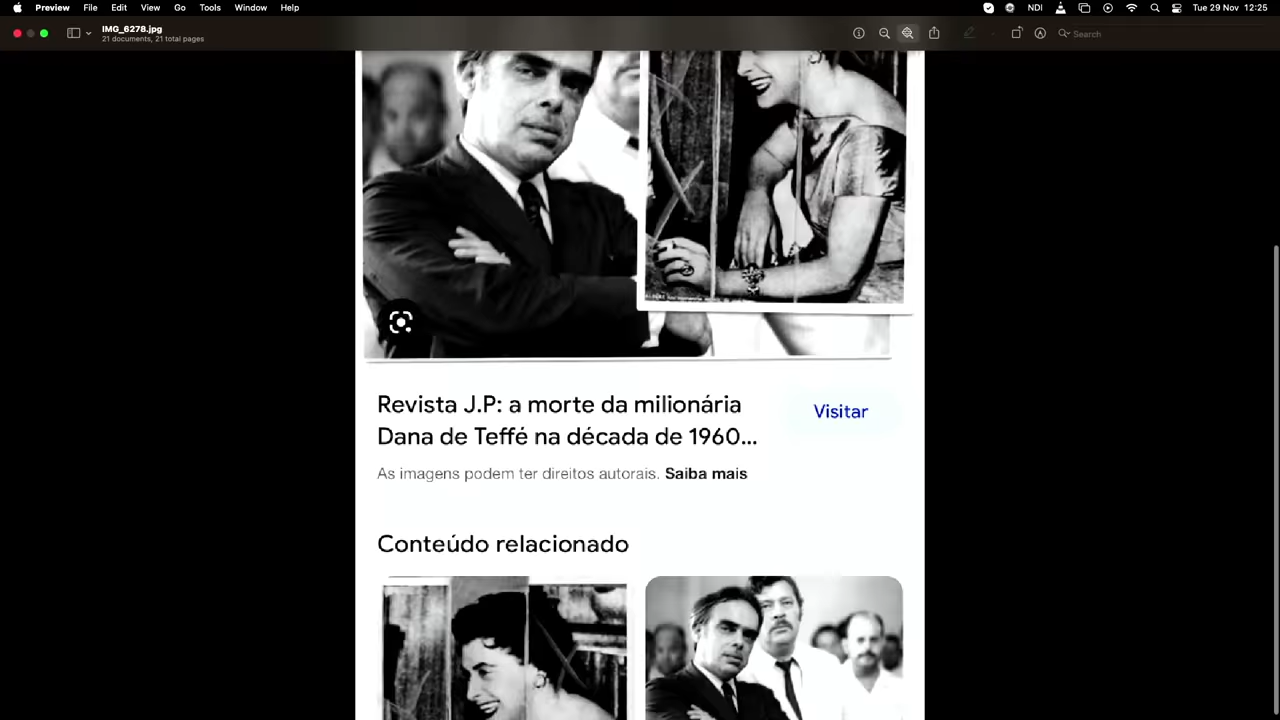 Preview File Edit View Go Tools Window Help NDI Tue 29 Nov 12:25
IMG_6278.jpg
21 documents, 21 total pages
Search
Revista J.P: a morte da milionária
Dana de Teffé na década de 1960...
Visitar
As imagens podem ter direitos autorais. Saiba mais
Conteúdo relacionado